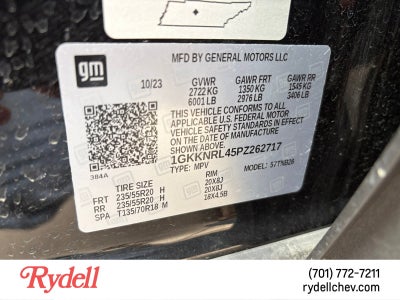 gm
MFD BY GENERAL MOTORS LLC
10/23 GVWR GAWR FRT GAWR RR
2722 KG 1350 KG 1545 KG
6001 LB 2976 LB 3406 LB
THIS VEHICLE CONFORMS TO ALL APPLICABLE
U.S. FEDERAL MOTOR VEHICLE SAFETY
STANDARDS IN EFFECT ON THE
DATE OF MANUFACTURE SHOWN ABOVE.
1GKKNRL45PZ262717
TYPE: MPV MODEL: 57TNB26
384A
TIRE SIZE RIM
FRT 235/55R20 H 20X8J
RR 235/55R20 H 20X8J
SPA T135/70R18 M 18X4.5B
Rydell
(701) 772-7211
rydellchev.com